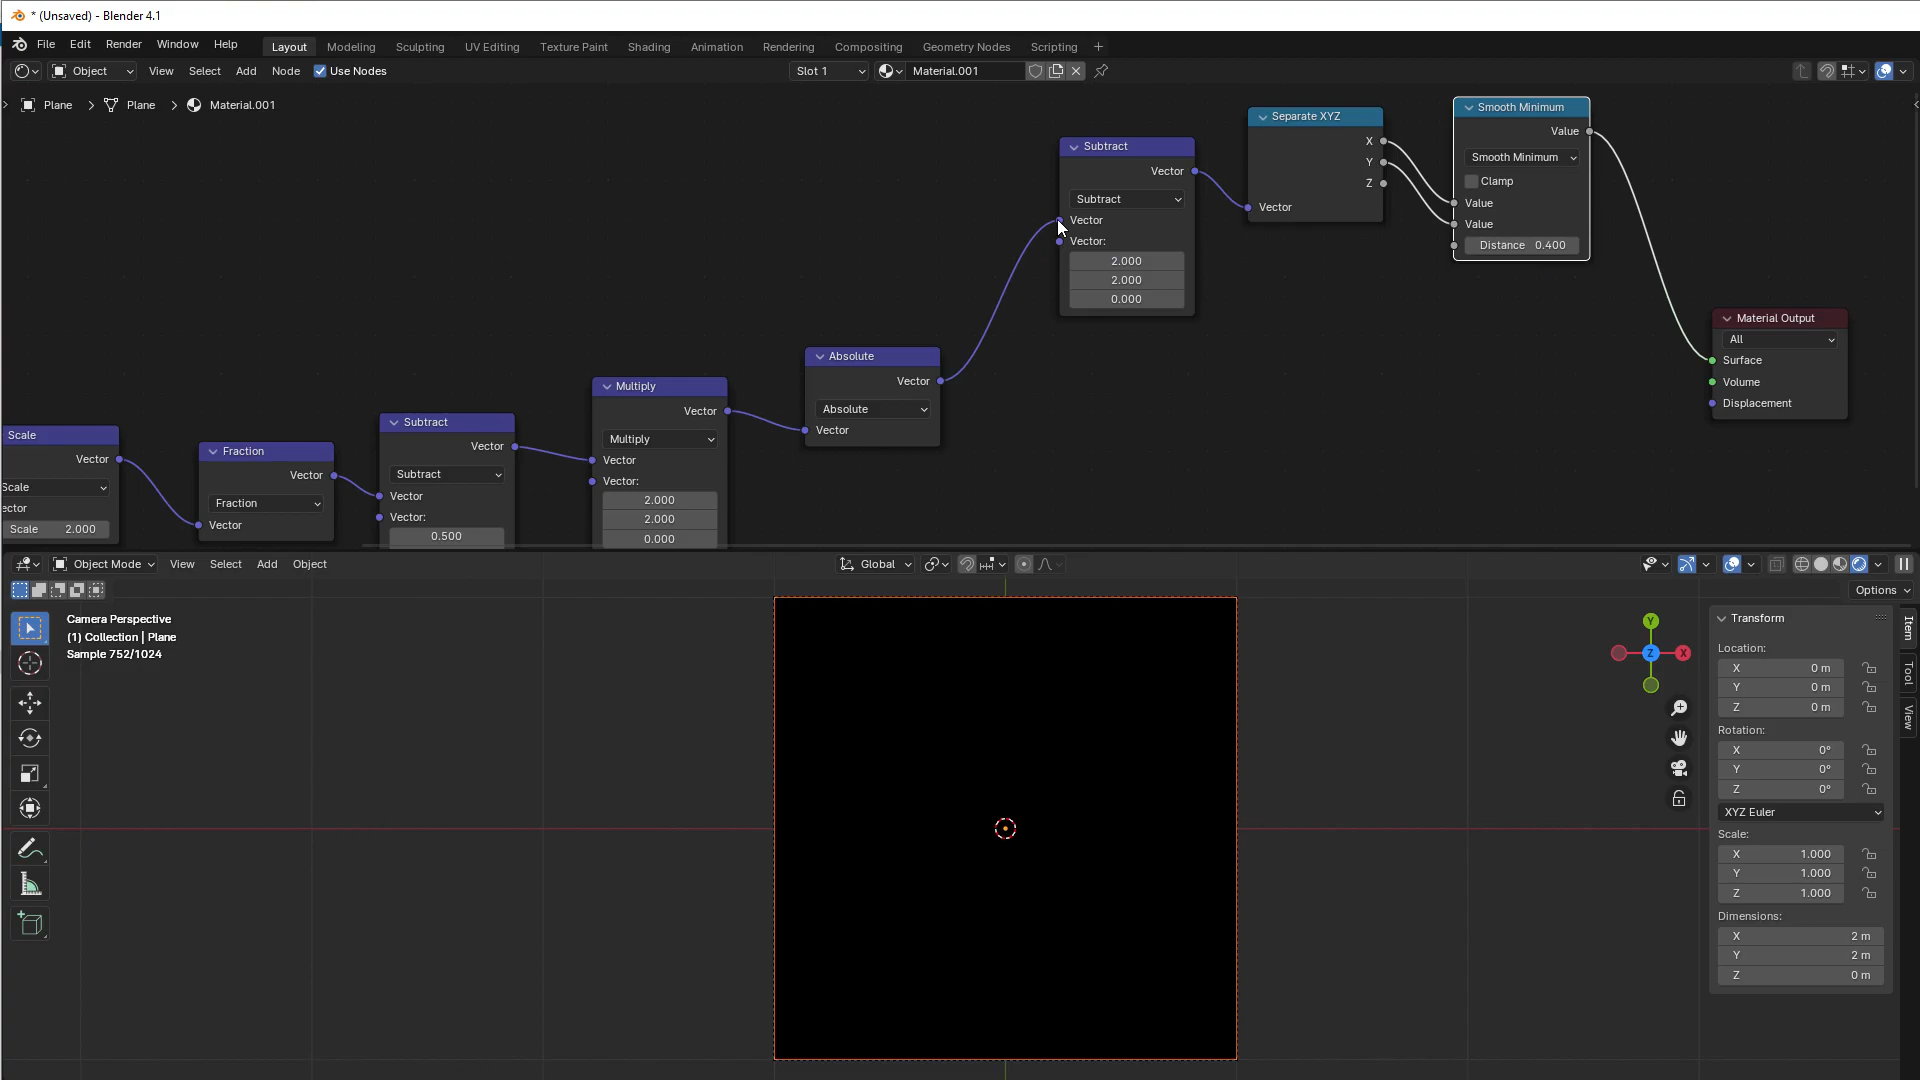 * (Unsaved) - Blender 4.1
File Edit Render Window Help Layout Modeling Sculpting UV Editing Texture Paint Shading Animation Rendering Compositing Geometry Nodes Scripting +
Object View Select Add Node Use Nodes Slot 1 Material.001
Plane > Plane > Material.001
Smooth Minimum
Value
Smooth Minimum
Clamp
Value
Value
Distance 0.400
Separate XYZ
X
Y
Z
Vector
Subtract
Vector
Subtract
Vector
Vector:
2.000
2.000
0.000
Material Output
All
Surface
Volume
Displacement
Absolute
Vector
Absolute
Vector
Multiply
Vector
Multiply
Vector
Vector:
2.000
2.000
0.000
Subtract
Vector
Subtract
Vector
Vector:
0.500
Fraction
Vector
Fraction
Vector
Scale
Vector
Scale
ector
Scale 2.000
Object Mode View Select Add Object Global
Options
Camera Perspective
(1) Collection | Plane
Sample 752/1024
Y
Z
X
Transform
Location:
X 0 m
Y 0 m
Z 0 m
Rotation:
X 0°
Y 0°
Z 0°
XYZ Euler
Scale:
X 1.000
Y 1.000
Z 1.000
Dimensions:
X 2 m
Y 2 m
Z 0 m
Item
Tool
View